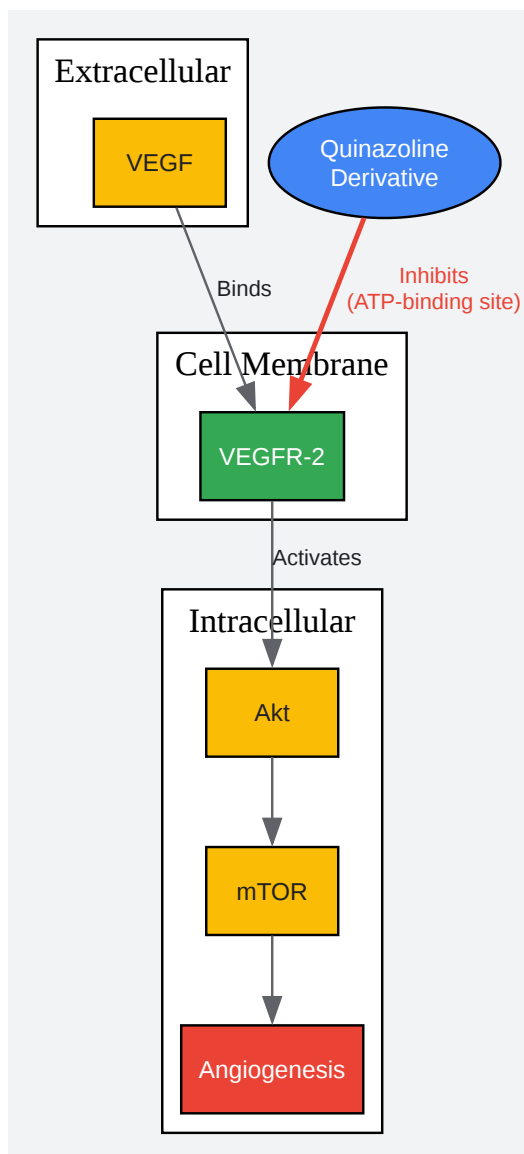 Extracellular
VEGF
Quinazoline
Derivative
Binds
Inhibits
(ATP-binding site)
Cell Membrane
VEGFR-2
Activates
Intracellular
Akt
mTOR
Angiogenesis